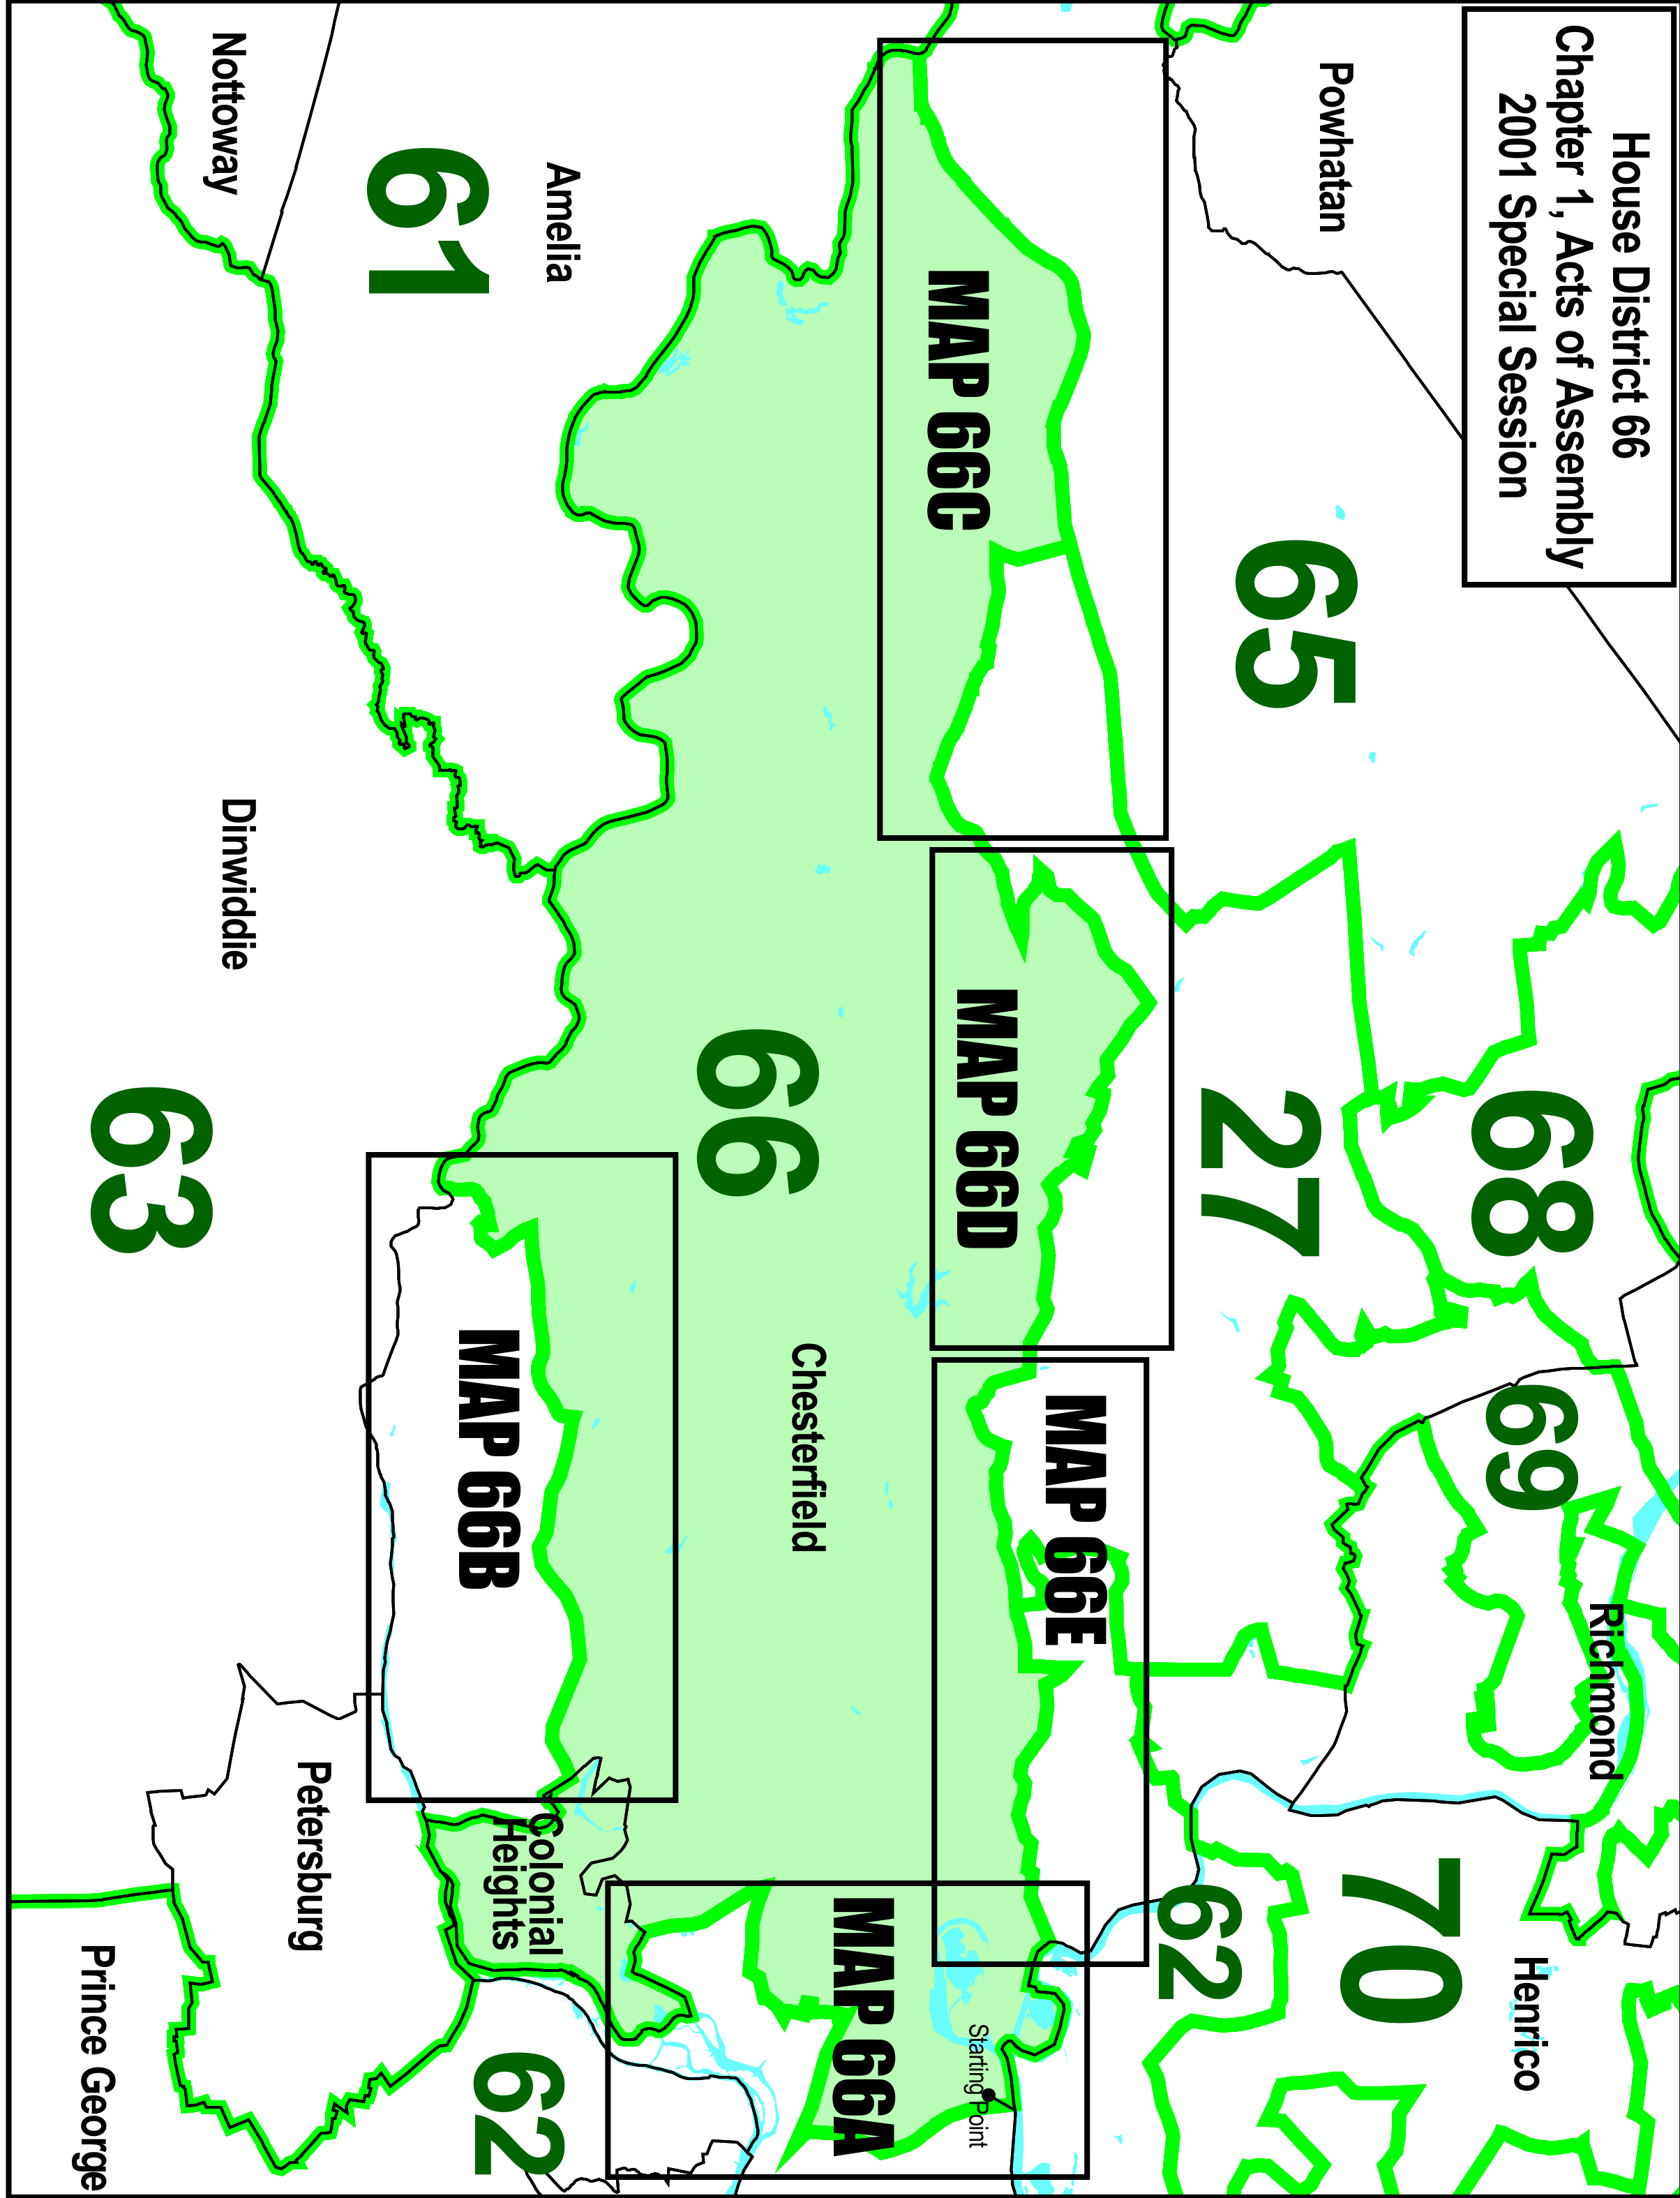 House District 66
Chapter 1, Acts of Assembly
2001 Special Session
Powhatan
65
68
27
69
Richmond
70
Henrico
62
MAP 66C
MAP 66D
MAP 66E
MAP 66A
Starting Point
Amelia
61
66
Chesterfield
Nottoway
MAP 66B
Colonial
Heights
62
Dinwiddie
63
Petersburg
Prince George